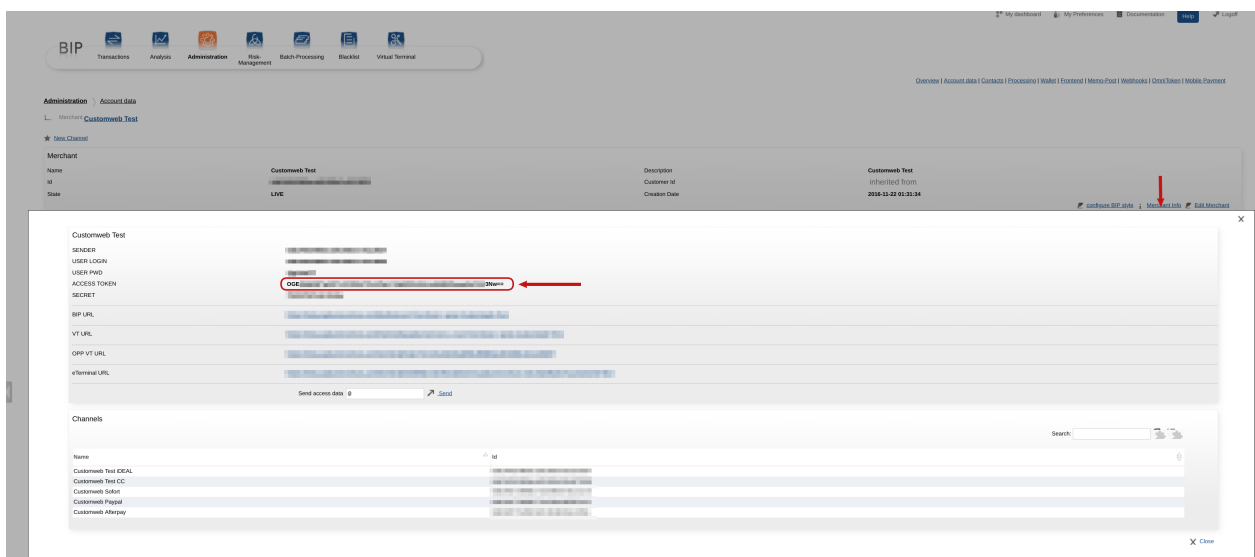 My dashboard My Preferences Documentation Help Logoff
BIP
Transactions Analysis Administration Risk-Management Batch-Processing Blacklist Virtual Terminal
Overview | Account data | Contacts | Processing | Wallet | Frontend | Memo-Post | Webhooks | OmniToken | Mobile Payment
Administration Account data
Merchant Customweb Test
New Channel
Merchant
Name Customweb Test Description Customweb Test
Id Customer Id inherited from
State LIVE Creation Date 2016-11-22 01:31:34
configure BIP style Merchant Info Edit Merchant
X
Customweb Test
SENDER
USER LOGIN
USER PWD
ACCESS TOKEN OGE 3Nw==
SECRET
BIP URL
VT URL
OPP VT URL
eTerminal URL
Send access data @ Send
Channels
Search:
Name Id
Customweb Test iDEAL
Customweb Test CC
Customweb Sofort
Customweb Paypal
Customweb Afterpay
X Close